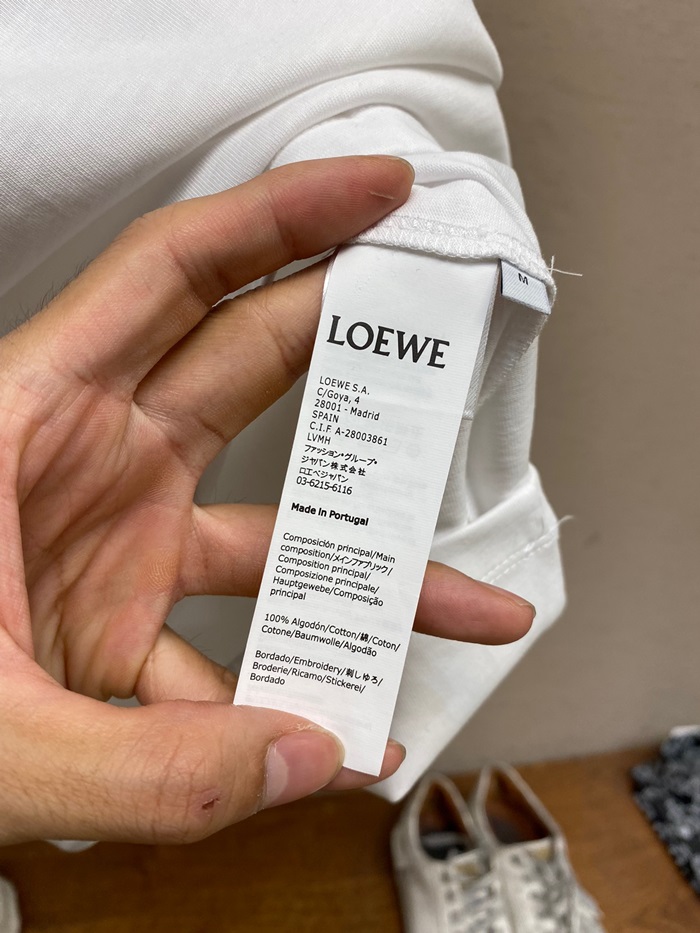 M
LOEWE
LOEWE S.A.
C/Goya, 4
28001 - Madrid
SPAIN
C.I.F A-28003861
LVMH
ファッション・グループ・
ジャパン株式会社
ロエベジャパン
03-6215-6116
Made in Portugal
Composición principal/Main
composition/メインファブリック/
Composition principal/
Composizione principale/
Hauptgewebe/Composição
principal
100% Algodón/Cotton/綿/Coton/
Cotone/Baumwolle/Algodão
Bordado/Embroidery/刺しゅろ/
Broderie/Ricamo/Stickerei/
Bordado